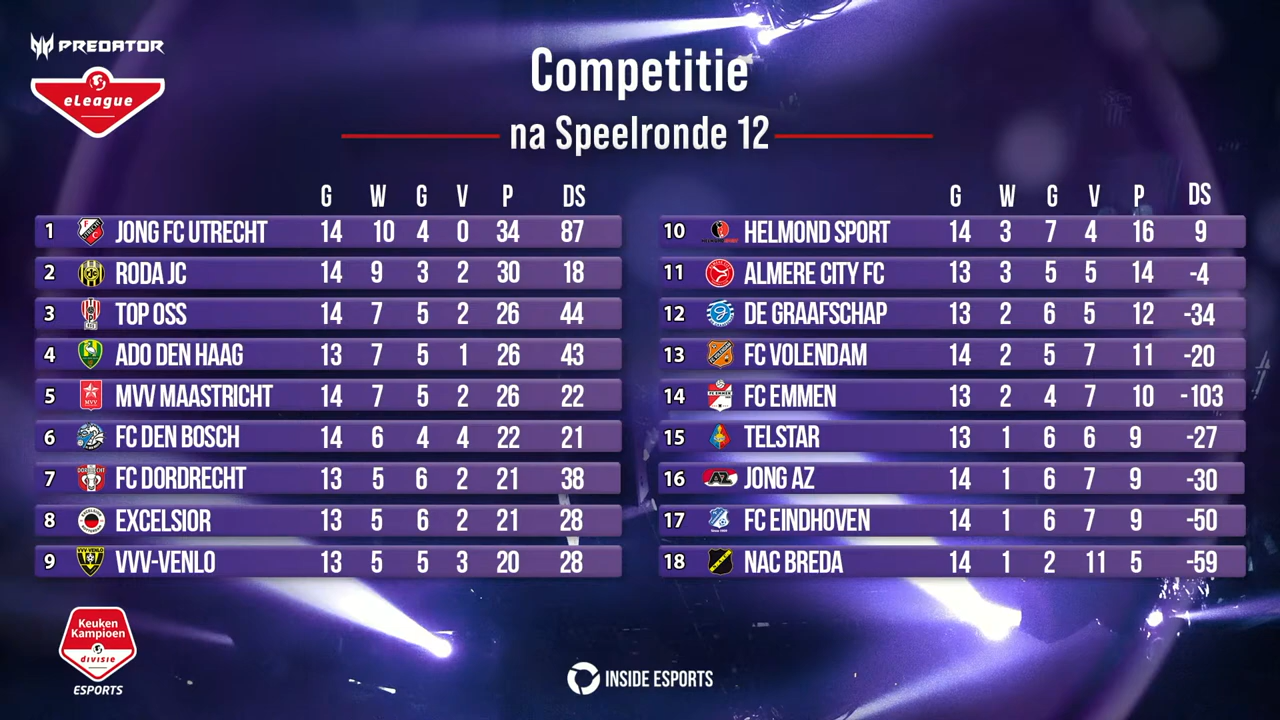 PREDATOR
eLeague
Competitie
na Speelronde 12
G W G V P DS
1 JONG FC UTRECHT 14 10 4 0 34 87
2 RODA JC 14 9 3 2 30 18
3 TOP OSS 14 7 5 2 26 44
4 ADO DEN HAAG 13 7 5 1 26 43
5 MVV MAASTRICHT 14 7 5 2 26 22
6 FC DEN BOSCH 14 6 4 4 22 21
7 FC DORDRECHT 13 5 6 2 21 38
8 EXCELSIOR 13 5 6 2 21 28
9 VVV-VENLO 13 5 5 3 20 28
G W G V P DS
10 HELMOND SPORT 14 3 7 4 16 9
11 ALMERE CITY FC 13 3 5 5 14 -4
12 DE GRAAFSCHAP 13 2 6 5 12 -34
13 FC VOLENDAM 14 2 5 7 11 -20
14 FC EMMEN 13 2 4 7 10 -103
15 TELSTAR 13 1 6 6 9 -27
16 JONG AZ 14 1 6 7 9 -30
17 FC EINDHOVEN 14 1 6 7 9 -50
18 NAC BREDA 14 1 2 11 5 -59
Keuken
Kampioen
divisie
ESPORTS
INSIDE ESPORTS